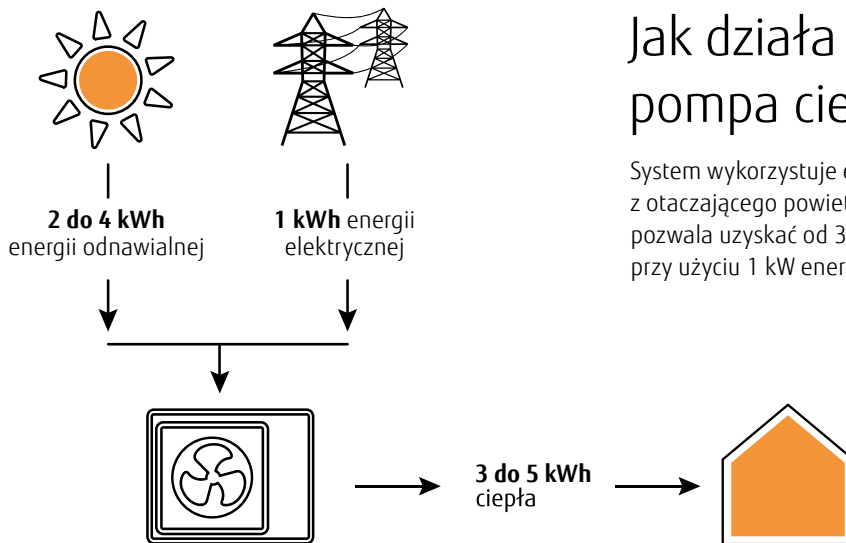 Jak działa
pompa cie
System wykorzystuje e
z otaczającego powiet
pozwala uzyskać od 3
przy użyciu 1 kW ener
2 do 4 kWh
energii odnawialnej
1 kWh energii
elektrycznej
3 do 5 kWh
ciepła